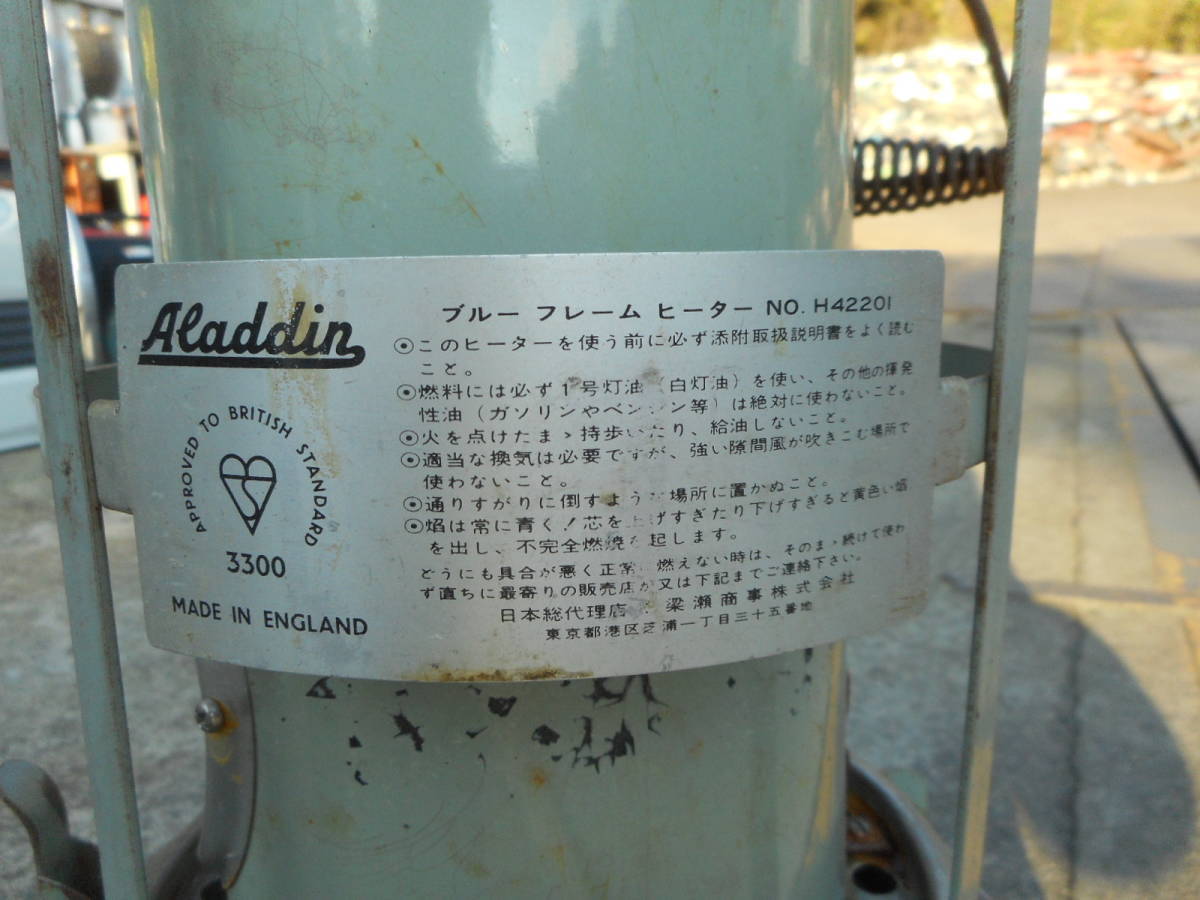 Aladdin
APPROVED TO BRITISH STANDARD
3300
MADE IN ENGLAND
ブルー フレーム ヒーター NO. H42201
⦿このヒーターを使う前に必ず添附取扱説明書をよく読む
こと。
⦿燃料には必ず1号灯油（白灯油）を使い、その他の揮発
性油（ガソリンやベンジン等）は絶対に使わないこと。
⦿火を点けたまゝ持歩いたり、給油しないこと。
⦿適当な換気は必要ですが、強い隙間風が吹きこむ場所で
使わないこと。
⦿通りすがりに倒すような場所に置かぬこと。
⦿焔は常に青く！芯を上げすぎたり下げすぎると黄色い焔
を出し、不完全燃焼を起します。
どうにも具合が悪く正常に燃えない時は、そのまゝ続けて使わ
ず直ちに最寄りの販売店か又は下記までご連絡下さい。
日本総代理店 : 梁瀬商事株式会社
東京都港区芝浦一丁目三十五番地